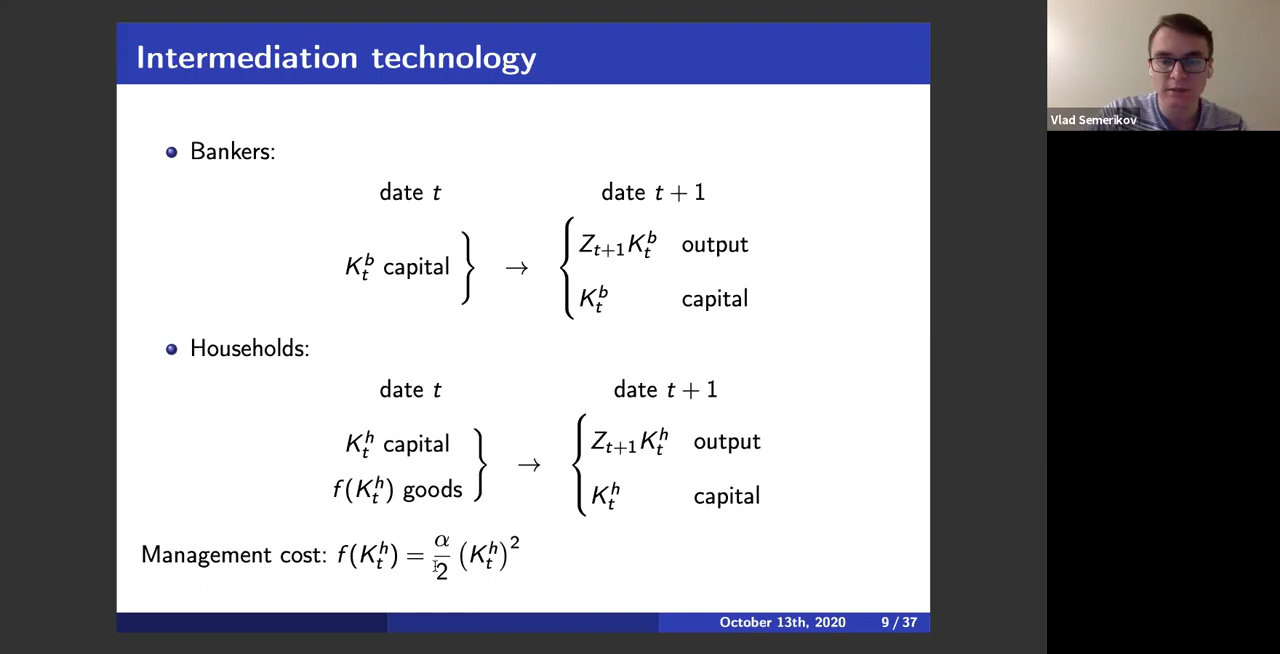 Intermediation technology
Vlad Semerikov
• Bankers:
date t date t + 1
K_t^b capital } → { Z_{t+1}K_t^b output
K_t^b capital
• Households:
date t date t + 1
K_t^h capital
f(K_t^h) goods } → { Z_{t+1}K_t^h output
K_t^h capital
Management cost: f(K_t^h) = α/2 (K_t^h)^2
October 13th, 2020 9 / 37